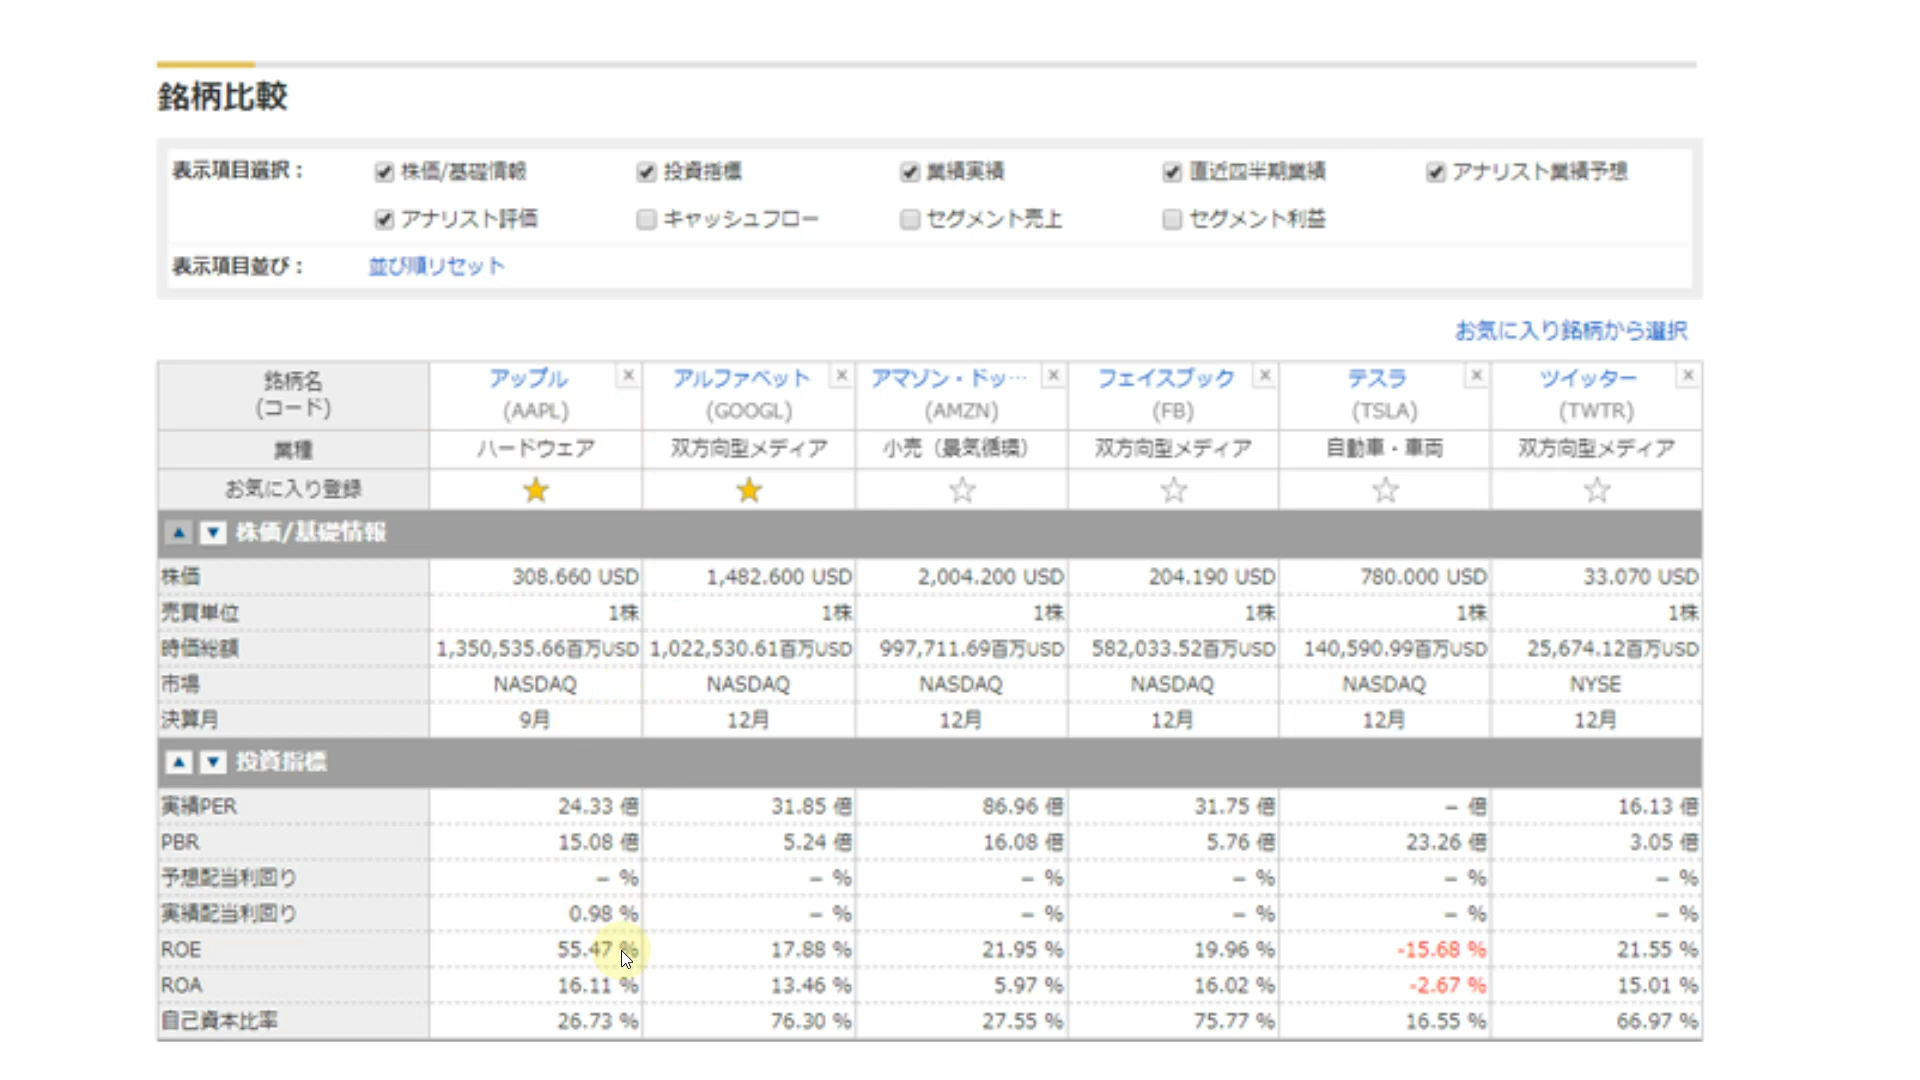 銘柄比較
表示項目選択： 株価/基礎情報 投資指標 業績実績 直近四半期業績 アナリスト業績予想
アナリスト評価 キャッシュフロー セグメント売上 セグメント利益
表示項目並び： 並び順リセット
お気に入り銘柄から選択
銘柄名 アップル × アルファベット × アマゾン・ドッ… × フェイスブック × テスラ × ツイッター ×
(コード) (AAPL) (GOOGL) (AMZN) (FB) (TSLA) (TWTR)
業種 ハードウェア 双方向型メディア 小売（景気循環） 双方向型メディア 自動車・車両 双方向型メディア
お気に入り登録 ★ ★ ☆ ☆ ☆ ☆
▲ ▼ 株価/基礎情報
株価 308.660 USD 1,482.600 USD 2,004.200 USD 204.190 USD 780.000 USD 33.070 USD
売買単位 1株 1株 1株 1株 1株 1株
時価総額 1,350,535.66百万USD 1,022,530.61百万USD 997,711.69百万USD 582,033.52百万USD 140,590.99百万USD 25,674.12百万USD
市場 NASDAQ NASDAQ NASDAQ NASDAQ NASDAQ NYSE
決算月 9月 12月 12月 12月 12月 12月
▲ ▼ 投資指標
実績PER 24.33 倍 31.85 倍 86.96 倍 31.75 倍 – 倍 16.13 倍
PBR 15.08 倍 5.24 倍 16.08 倍 5.76 倍 23.26 倍 3.05 倍
予想配当利回り – % – % – % – % – % – %
実績配当利回り 0.98 % – % – % – % – % – %
ROE 55.47 % 17.88 % 21.95 % 19.96 % -15.68 % 21.55 %
ROA 16.11 % 13.46 % 5.97 % 16.02 % -2.67 % 15.01 %
自己資本比率 26.73 % 76.30 % 27.55 % 75.77 % 16.55 % 66.97 %